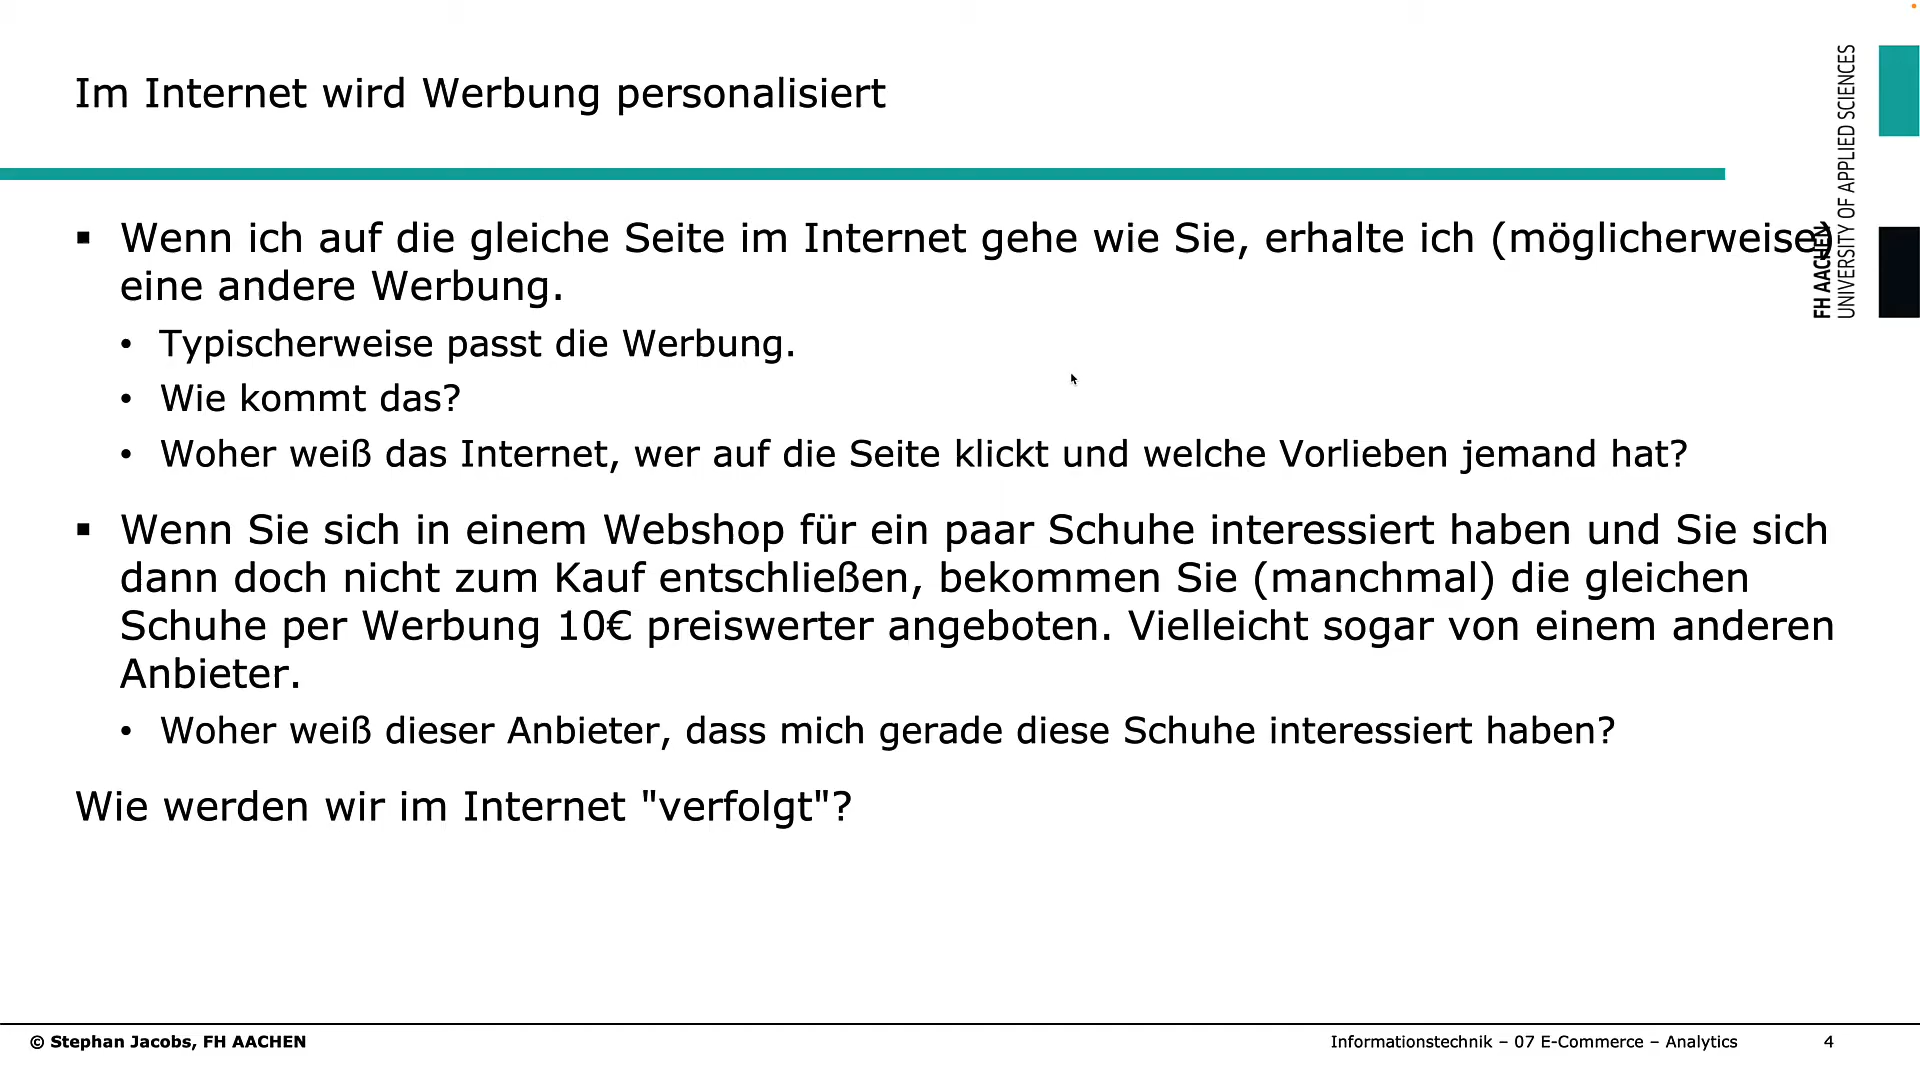 Im Internet wird Werbung personalisiert
FH AACHEN
UNIVERSITY OF APPLIED SCIENCES
▪ Wenn ich auf die gleiche Seite im Internet gehe wie Sie, erhalte ich (möglicherweise)
eine andere Werbung.
• Typischerweise passt die Werbung.
• Wie kommt das?
• Woher weiß das Internet, wer auf die Seite klickt und welche Vorlieben jemand hat?
▪ Wenn Sie sich in einem Webshop für ein paar Schuhe interessiert haben und Sie sich
dann doch nicht zum Kauf entschließen, bekommen Sie (manchmal) die gleichen
Schuhe per Werbung 10€ preiswerter angeboten. Vielleicht sogar von einem anderen
Anbieter.
• Woher weiß dieser Anbieter, dass mich gerade diese Schuhe interessiert haben?
Wie werden wir im Internet "verfolgt"?
© Stephan Jacobs, FH AACHEN
Informationstechnik – 07 E-Commerce – Analytics
4